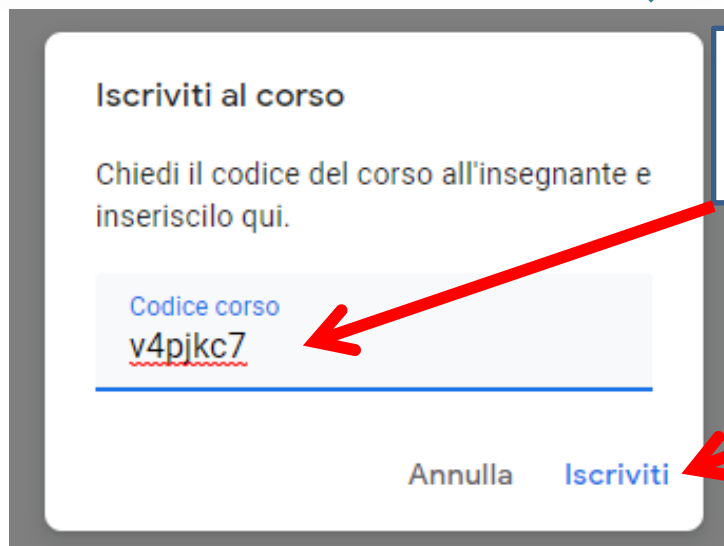 Iscriviti al corso
Chiedi il codice del corso all'insegnante e
inseriscilo qui.
Codice corso
v4pjkc7
Annulla Iscriviti